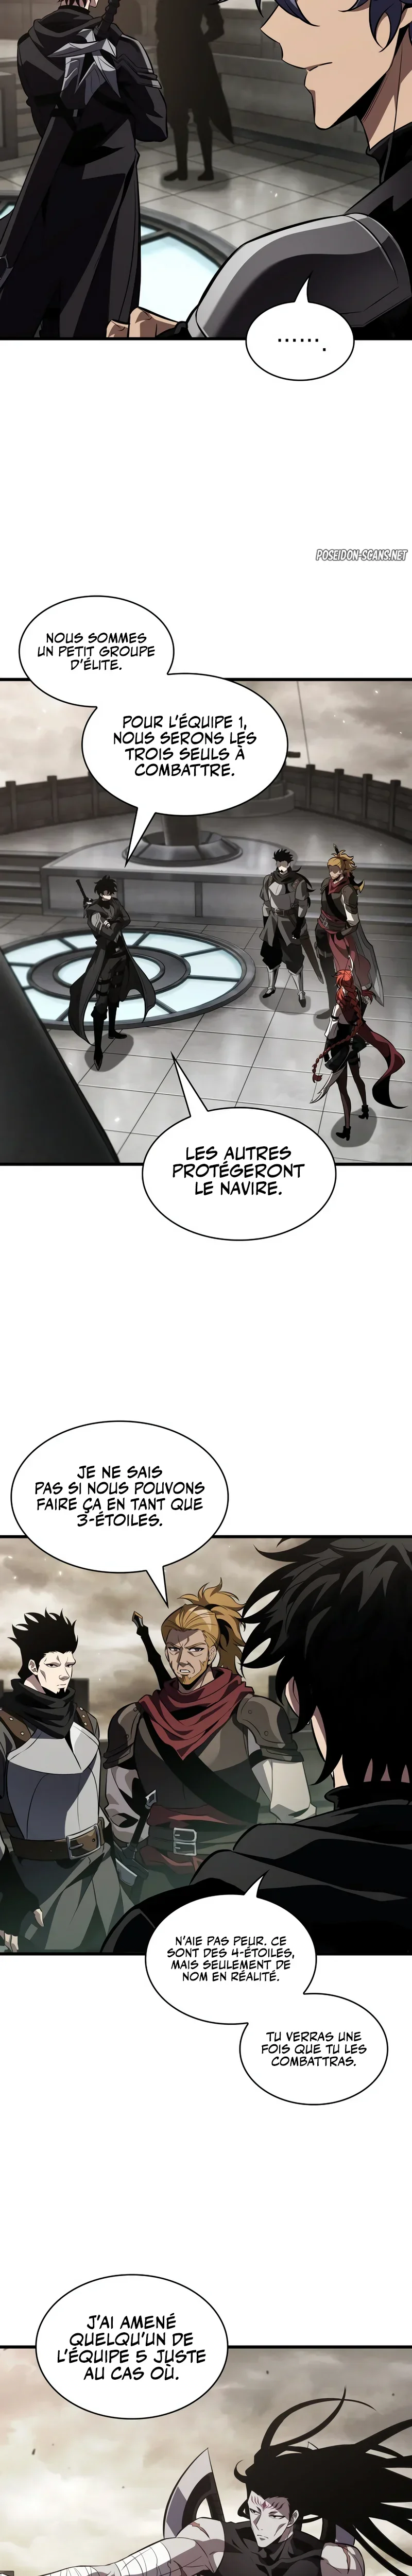 .......
POSEIDON-SCANS.NET
NOUS SOMMES
UN PETIT GROUPE
D'ÉLITE.
POUR L'ÉQUIPE 1,
NOUS SERONS LES
TROIS SEULS À
COMBATTRE.
LES AUTRES
PROTÉGERONT
LE NAVIRE.
JE NE SAIS
PAS SI NOUS POUVONS
FAIRE ÇA EN TANT QUE
3-ÉTOILES.
N'AIE PAS PEUR. CE
SONT DES 4-ÉTOILES,
MAIS SEULEMENT DE
NOM EN RÉALITÉ.
TU VERRAS UNE
FOIS QUE TU LES
COMBATTRAS.
J'AI AMENÉ
QUELQU'UN DE
L'ÉQUIPE 5 JUSTE
AU CAS OÙ.